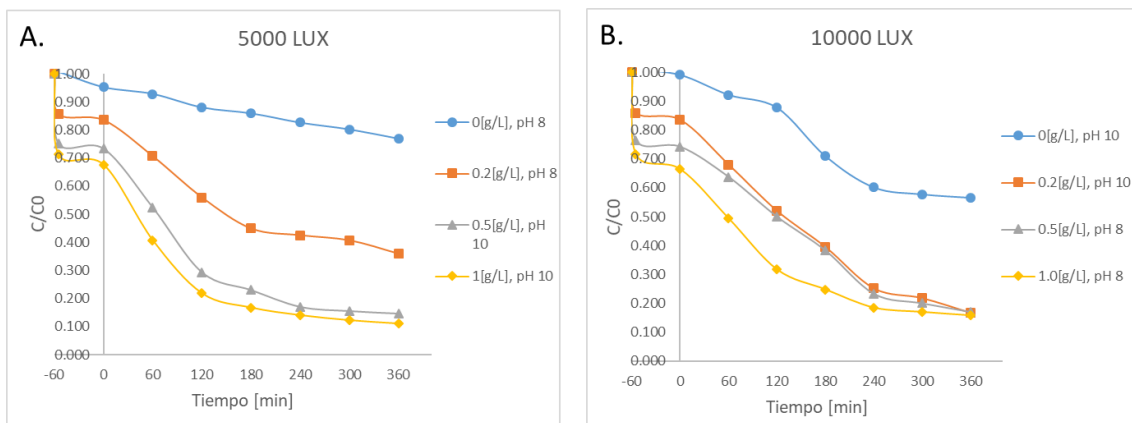 A.
5000 LUX
1.000
0.900
0.800
0.700
0.600
0.500
0.400
0.300
0.200
0.100
0.000
C/C0
-60 0 60 120 180 240 300 360
Tiempo [min]
0[g/L], pH 8
0.2[g/L], pH 8
0.5[g/L], pH
10
1[g/L], pH 10
B.
10000 LUX
1.000
0.900
0.800
0.700
0.600
0.500
0.400
0.300
0.200
0.100
0.000
C/C0
-60 0 60 120 180 240 300 360
Tiempo [min]
0[g/L], pH 10
0.2[g/L], pH 10
0.5[g/L], pH 8
1.0[g/L], pH 8